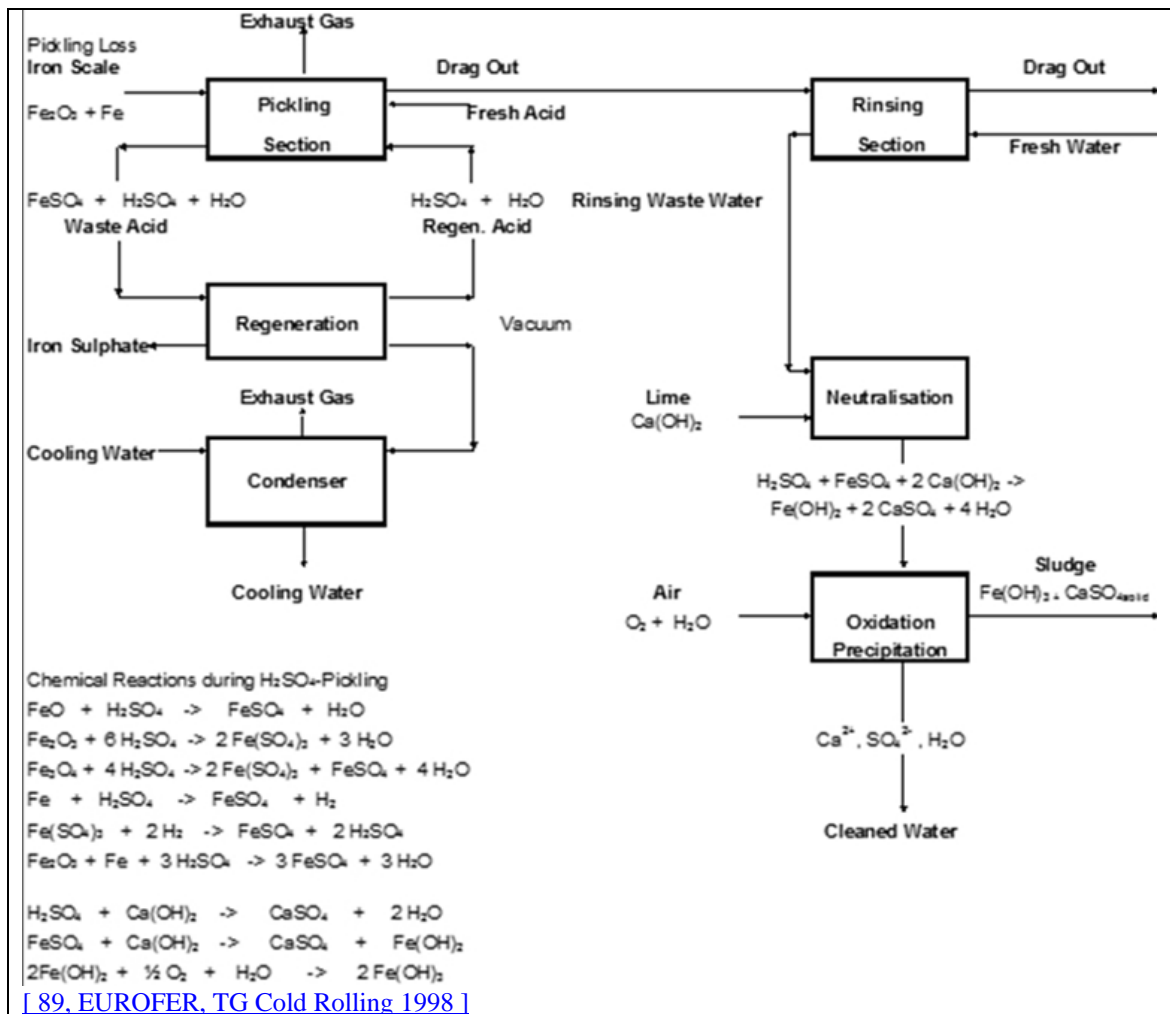 Exhaust Gas
Pickling Loss
Iron Scale
Fe₂O₃ + Fe
Pickling
Section
Drag Out
Fresh Acid
Rinsing
Section
Drag Out
Fresh Water
FeSO₄ + H₂SO₄ + H₂O
Waste Acid
H₂SO₄ + H₂O
Regen. Acid
Rinsing Waste Water
Regeneration
Vacuum
Iron Sulphate
Exhaust Gas
Cooling Water
Condenser
Cooling Water
Lime
Ca(OH)₂
Neutralisation
H₂SO₄ + FeSO₄ + 2 Ca(OH)₂ ->
Fe(OH)₂ + 2 CaSO₄ + 4 H₂O
Air
O₂ + H₂O
Oxidation
Precipitation
Sludge
Fe(OH)₃ + CaSO₄solid
Ca²⁺, SO₄²⁻, H₂O
Cleaned Water
Chemical Reactions during H₂SO₄-Pickling
FeO + H₂SO₄ -> FeSO₄ + H₂O
Fe₂O₃ + 6 H₂SO₄ -> 2 Fe(SO₄)₃ + 3 H₂O
Fe₃O₄ + 4 H₂SO₄ -> 2 Fe(SO₄)₃ + FeSO₄ + 4 H₂O
Fe + H₂SO₄ -> FeSO₄ + H₂
Fe(SO₄)₃ + 2 H₂ -> FeSO₄ + 2 H₂SO₄
Fe₂O₃ + Fe + 3 H₂SO₄ -> 3 FeSO₄ + 3 H₂O
H₂SO₄ + Ca(OH)₂ -> CaSO₄ + 2 H₂O
FeSO₄ + Ca(OH)₂ -> CaSO₄ + Fe(OH)₂
2Fe(OH)₂ + ½ O₂ + H₂O -> 2 Fe(OH)₃
[ 89, EUROFER, TG Cold Rolling 1998 ]